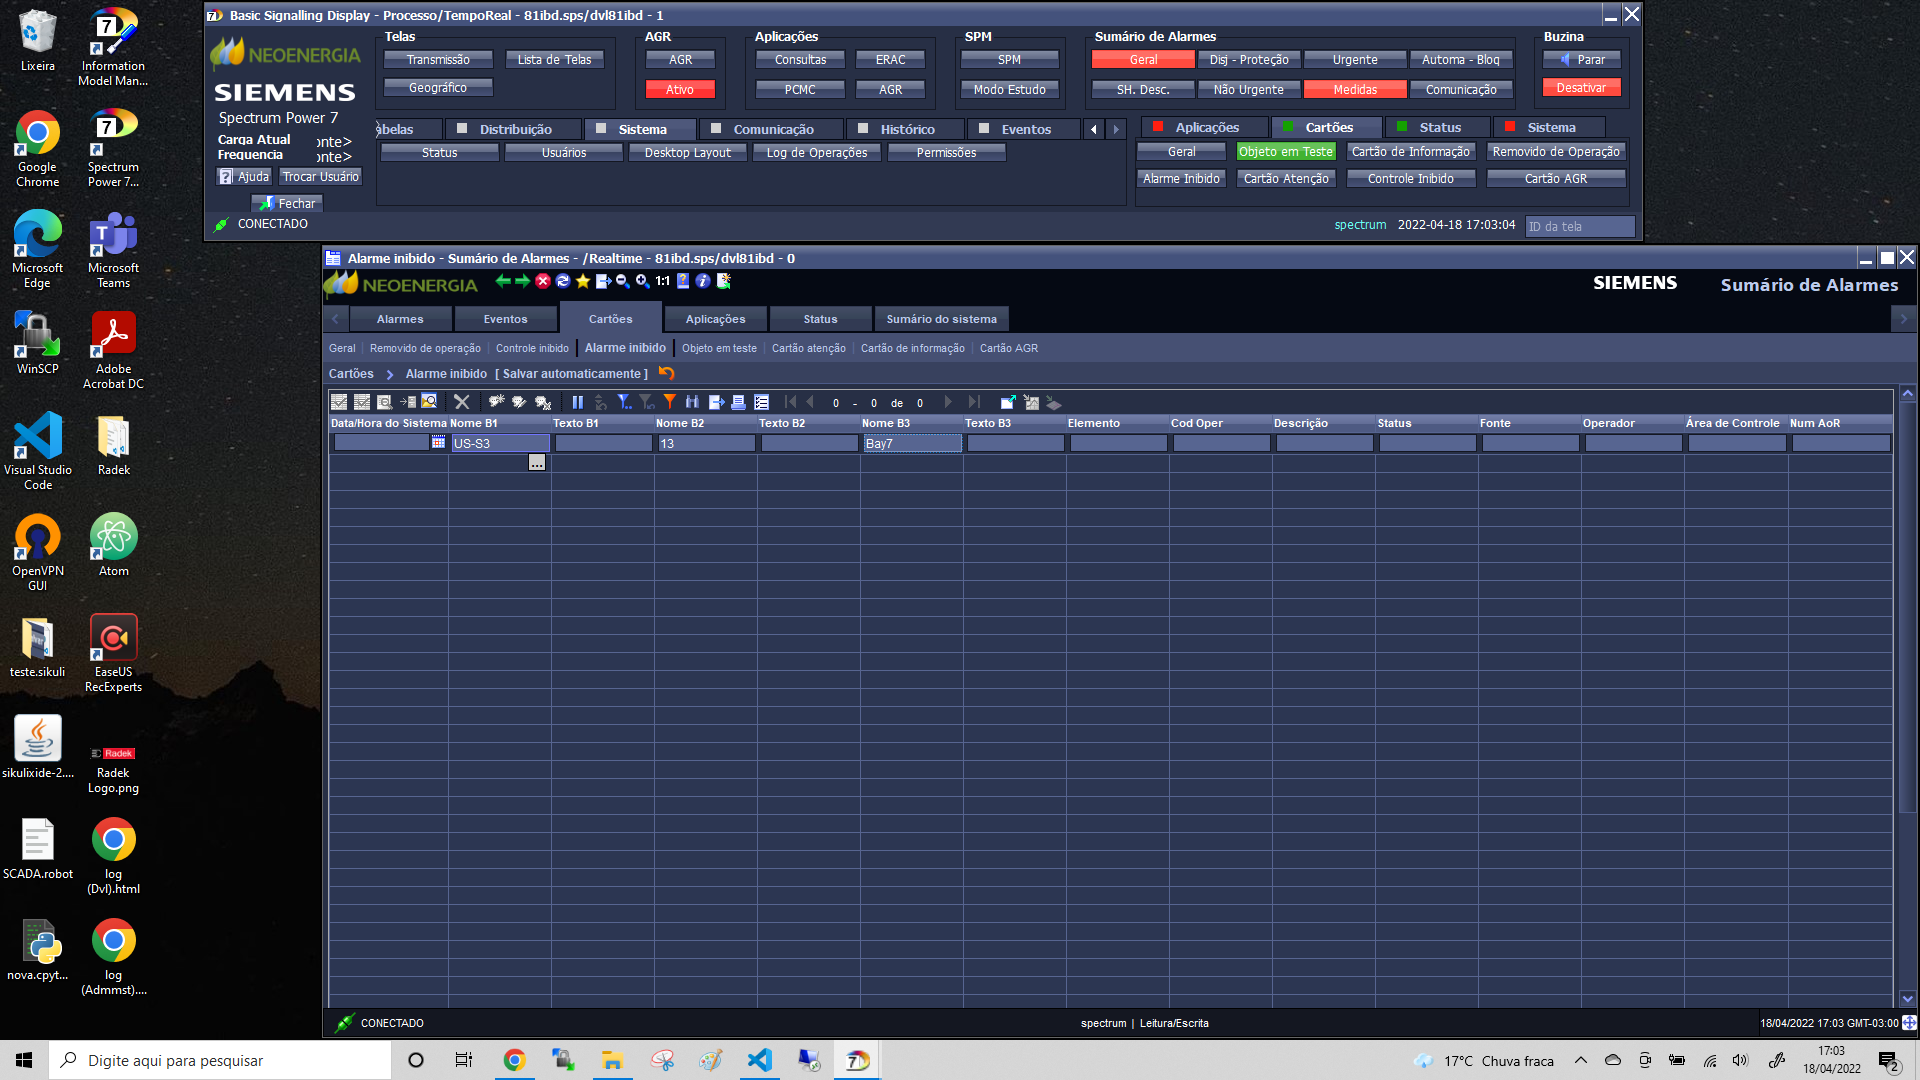 Lixeira
Information
Model Man...
Google
Chrome
Spectrum
Power 7...
Microsoft
Edge
Microsoft
Teams
WinSCP
Adobe
Acrobat DC
Visual Studio
Code
Radek
OpenVPN
GUI
Atom
teste.sikuli
EaseUS
RecExperts
sikulixide-2....
Radek
Radek
Logo.png
SCADA.robot
log
(Dvl).html
nova.cpyt...
log
(Admmst)....
Basic Signalling Display - Processo/TempoReal - 81ibd.sps/dvl81ibd - 1
NEOENERGIA
SIEMENS
Spectrum Power 7
Carga Atual onte>
Frequencia onte>
Ajuda Trocar Usuário
Fechar
CONECTADO
Telas
Transmissão Lista de Telas
Geográfico
AGR
AGR
Ativo
Aplicações
Consultas ERAC
PCMC AGR
SPM
SPM
Modo Estudo
Sumário de Alarmes
Geral Disj - Proteção Urgente Automa - Bloq
SH. Desc. Não Urgente Medidas Comunicação
Buzina
Parar
Desativar
abelas Distribuição Sistema Comunicação Histórico Eventos
Status Usuários Desktop Layout Log de Operações Permissões
Aplicações Cartões Status Sistema
Geral Objeto em Teste Cartão de Informação Removido de Operação
Alarme Inibido Cartão Atenção Controle Inibido Cartão AGR
spectrum 2022-04-18 17:03:04 ID da tela
Alarme inibido - Sumário de Alarmes - /Realtime - 81ibd.sps/dvl81ibd - 0
NEOENERGIA 1:1 SIEMENS Sumário de Alarmes
Alarmes Eventos Cartões Aplicações Status Sumário do sistema
Geral Removido de operação Controle inibido Alarme inibido Objeto em teste Cartão atenção Cartão de informação Cartão AGR
Cartões > Alarme inibido [ Salvar automaticamente ]
0 - 0 de 0
Data/Hora do Sistema Nome B1 Texto B1 Nome B2 Texto B2 Nome B3 Texto B3 Elemento Cod Oper Descrição Status Fonte Operador Área de Controle Num AoR
US-S3 13 Bay7
...
CONECTADO spectrum | Leitura/Escrita 18/04/2022 17:03 GMT-03:00
Digite aqui para pesquisar
17°C Chuva fraca
17:03
18/04/2022
2